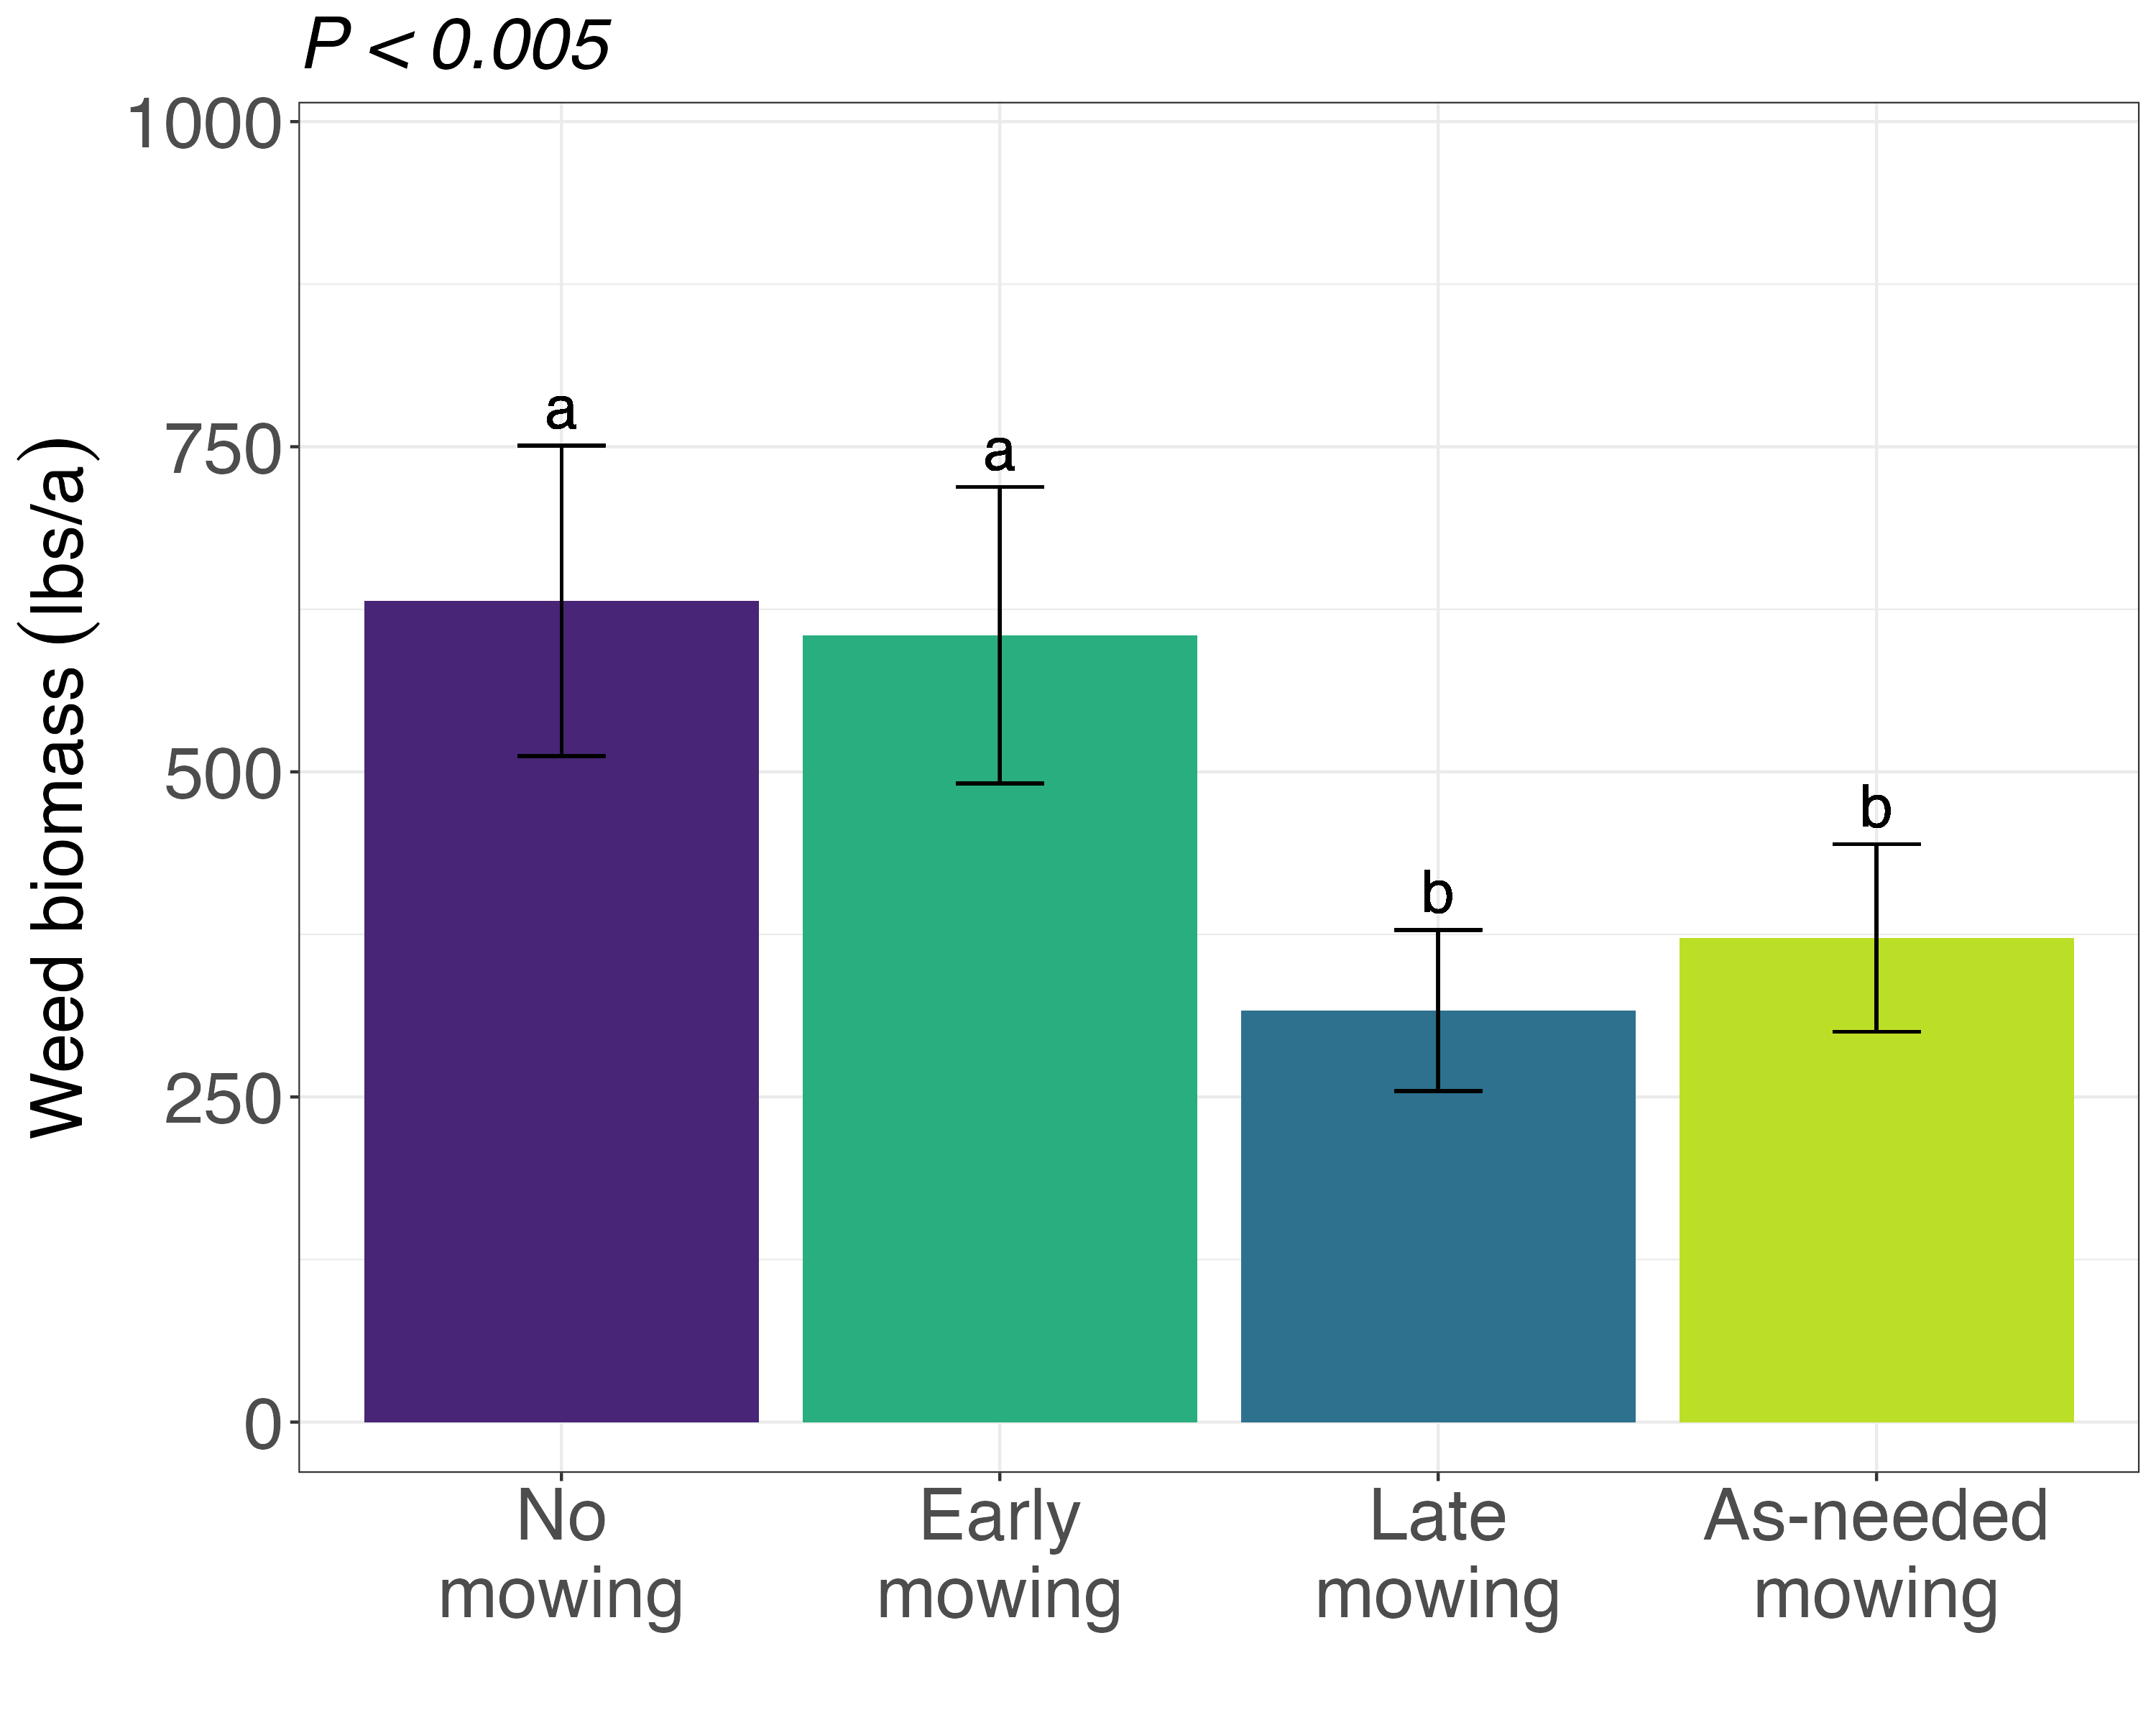 P < 0.005
1000
750
500
250
0
Weed biomass (lbs/a)
a
a
b
b
No
mowing
Early
mowing
Late
mowing
As-needed
mowing